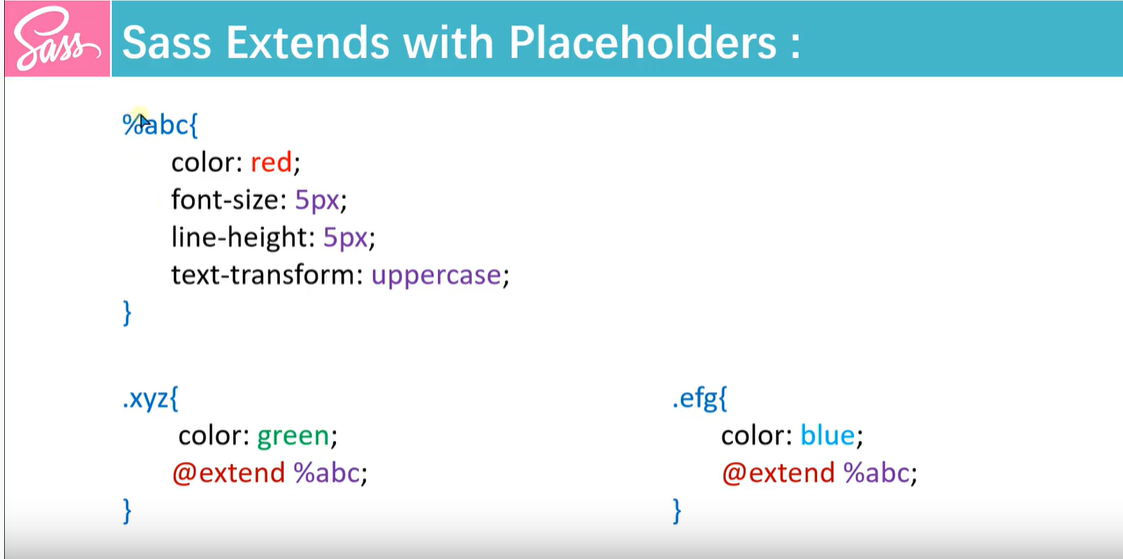 Sass
Sass Extends with Placeholders :
%abc{
color: red;
font-size: 5px;
line-height: 5px;
text-transform: uppercase;
}
.xyz{
color: green;
@extend %abc;
}
.efg{
color: blue;
@extend %abc;
}